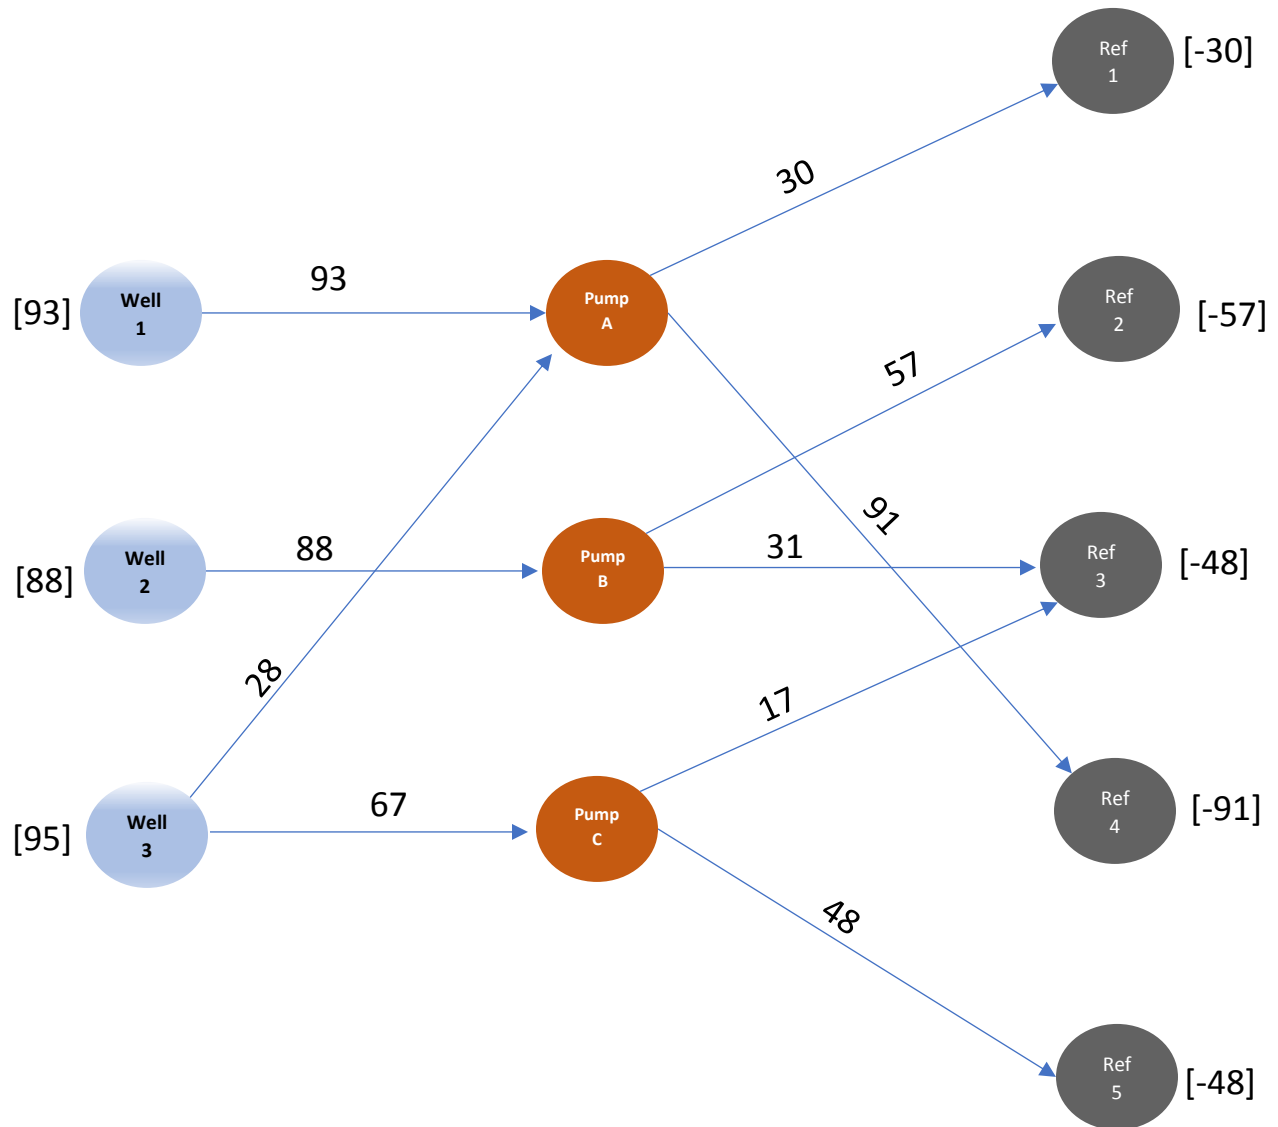 Ref
1
[-30]
30
[93]
Well
1
93
Pump
A
Ref
2
[-57]
57
91
[88]
Well
2
88
Pump
B
31
Ref
3
[-48]
28
17
[95]
Well
3
67
Pump
C
Ref
4
[-91]
48
Ref
5
[-48]